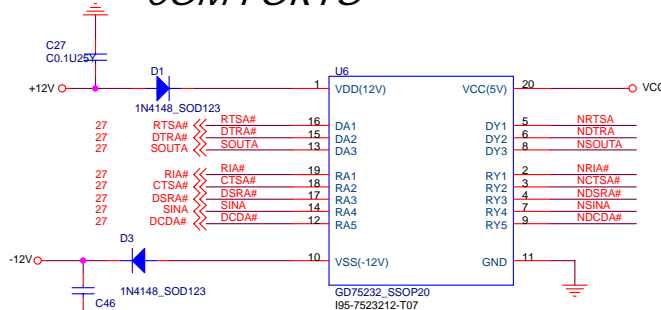 COM PORTS
C27
C0.1U25Y
+12V
D1
1N4148_SOD123
U6
1 VDD(12V) VCC(5V) 20 VCC
27 RTSA# RTSA 16 DA1 DY1 5 NRTSA
27 DTRA# DTRA# 15 DA2 DY2 6 NDTRA
27 SOUTA SOUTA 13 DA3 DY3 8 NSOUTA
27 RIA# RIA# 19 RA1 RY1 2 NRIA#
27 CTSA# CTSA# 18 RA2 RY2 3 NCTSA#
27 DSRA# DSRA# 17 RA3 RY3 4 NDSRA#
27 SINA SINA 14 RA4 RY4 7 NSINA
27 DCDA# DCDA# 12 RA5 RY5 9 NDCDA#
-12V
D3
10 VSS(-12V) GND 11
1N4148_SOD123
C46
GD75232_SSOP20
I95-7523212-T07